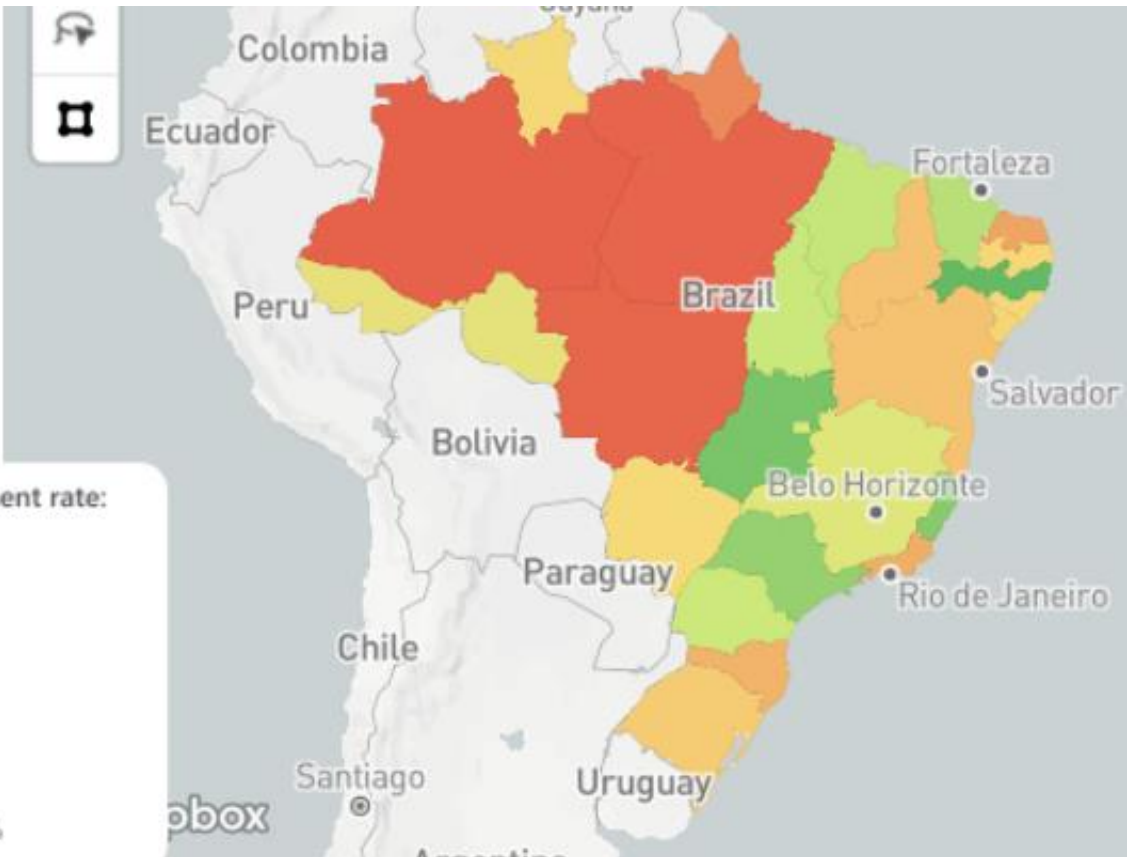 Colombia
Ecuador
Fortaleza
Peru
Brazil
Salvador
Bolivia
Belo Horizonte
Paraguay
Rio de Janeiro
ent rate:
Chile
Santiago
Uruguay
pbox